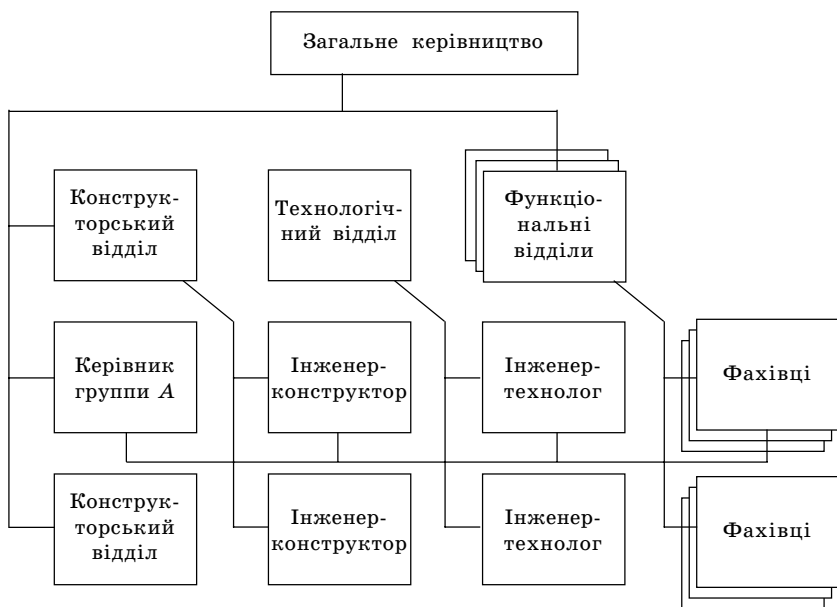 Загальне керівництво
Конструк-
торський
відділ
Технологіч-
ний відділ
Функціо-
нальні
відділи
Керівник
группи А
Інженер-
конструктор
Інженер-
технолог
Фахівці
Конструк-
торський
відділ
Інженер-
конструктор
Інженер-
технолог
Фахівці